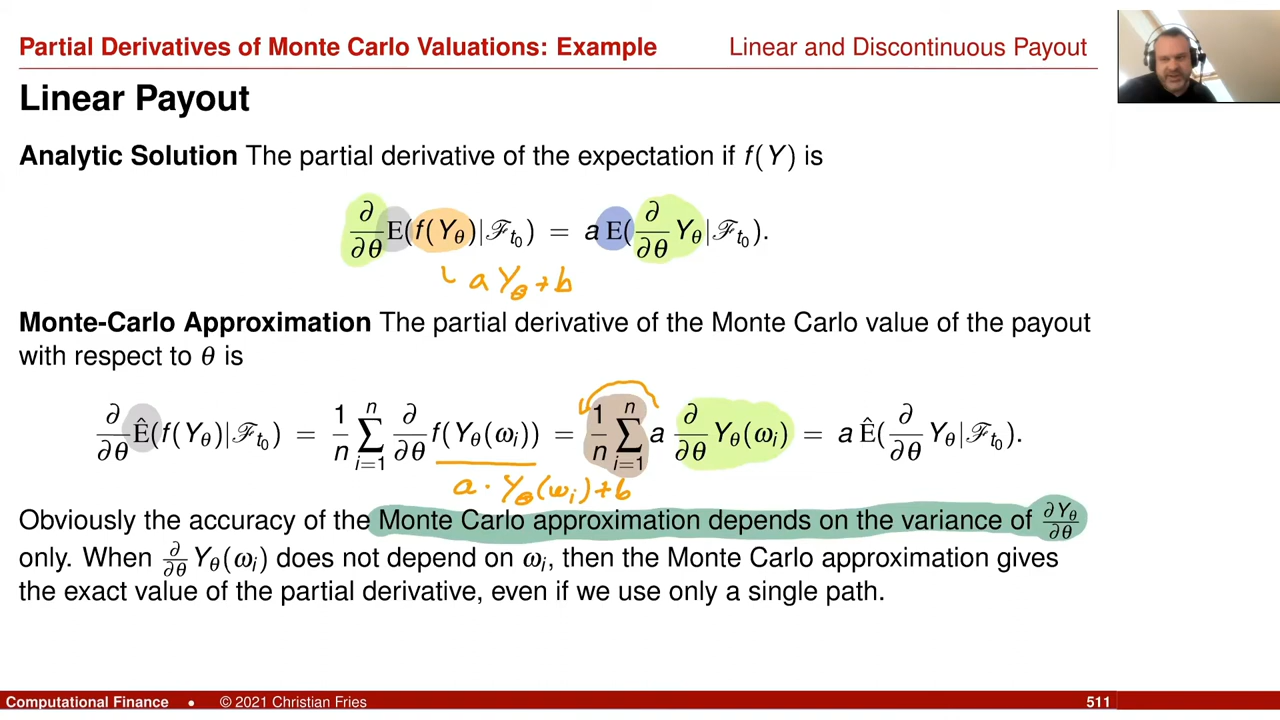 Partial Derivatives of Monte Carlo Valuations: Example Linear and Discontinuous Payout
Linear Payout
Analytic Solution The partial derivative of the expectation if f(Y) is
∂/∂θ E(f(Y_θ)|ℱ_t₀) = a E(∂/∂θ Y_θ|ℱ_t₀).
↳ a Y_θ + b
Monte-Carlo Approximation The partial derivative of the Monte Carlo value of the payout
with respect to θ is
∂/∂θ Ê(f(Y_θ)|ℱ_t₀) = 1/n ∑_{i=1}^{n} ∂/∂θ f(Y_θ(ω_i)) = 1/n ∑_{i=1}^{n} a ∂/∂θ Y_θ(ω_i) = a Ê(∂/∂θ Y_θ|ℱ_t₀).
a · Y_θ(ω_i) + b
Obviously the accuracy of the Monte Carlo approximation depends on the variance of ∂Y_θ/∂θ
only. When ∂/∂θ Y_θ(ω_i) does not depend on ω_i, then the Monte Carlo approximation gives
the exact value of the partial derivative, even if we use only a single path.
Computational Finance • © 2021 Christian Fries 511